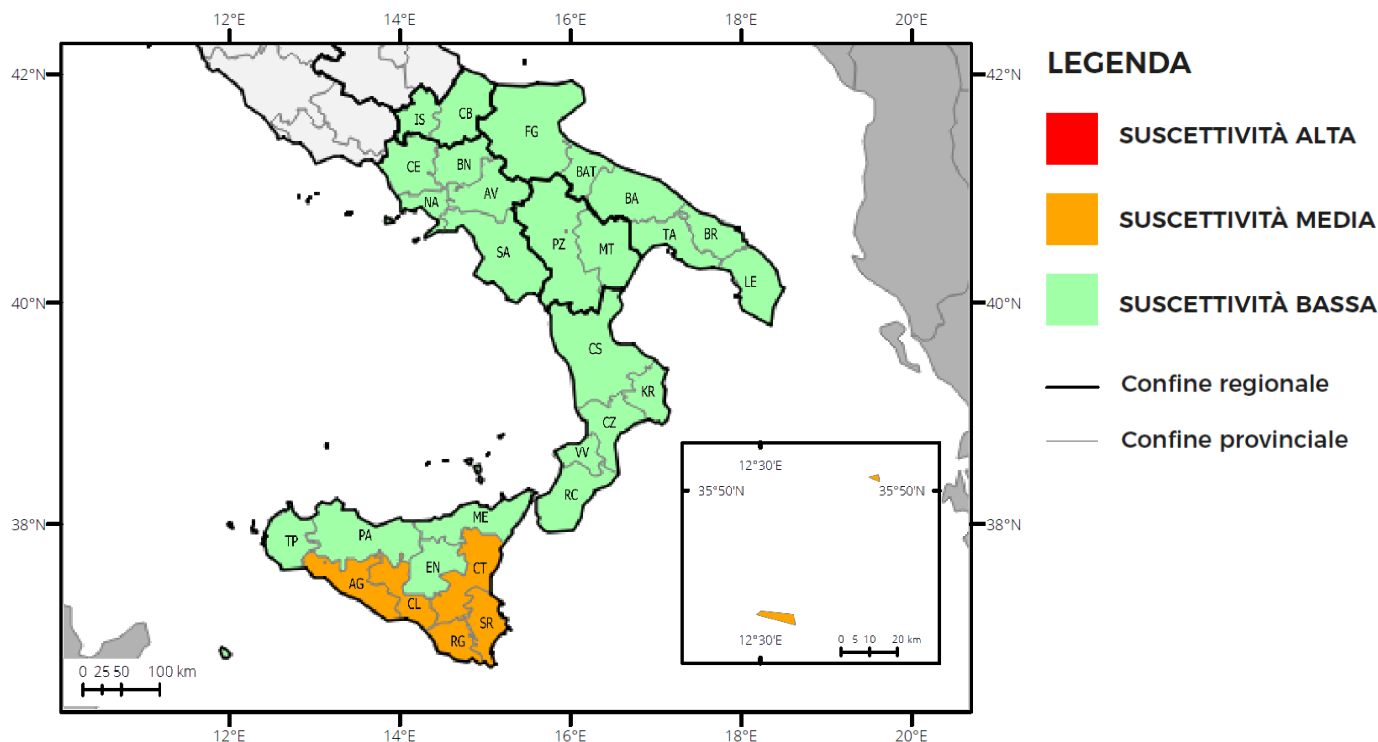 12°E 14°E 16°E 18°E 20°E
42°N 42°N
LEGENDA
SUSCETTIVITÀ ALTA
SUSCETTIVITÀ MEDIA
SUSCETTIVITÀ BASSA
Confine regionale
Confine provinciale
IS CB FG
CE BN BAT
NA AV BA
SA PZ MT TA BR
LE
40°N 40°N
CS
KR
CZ
VV
RC
ME
38°N 38°N
TP PA
EN CT
AG
CL
SR
RG
12°30'E
35°50'N 35°50'N
12°30'E
0 5 10 20 km
0 25 50 100 km
12°E 14°E 16°E 18°E 20°E